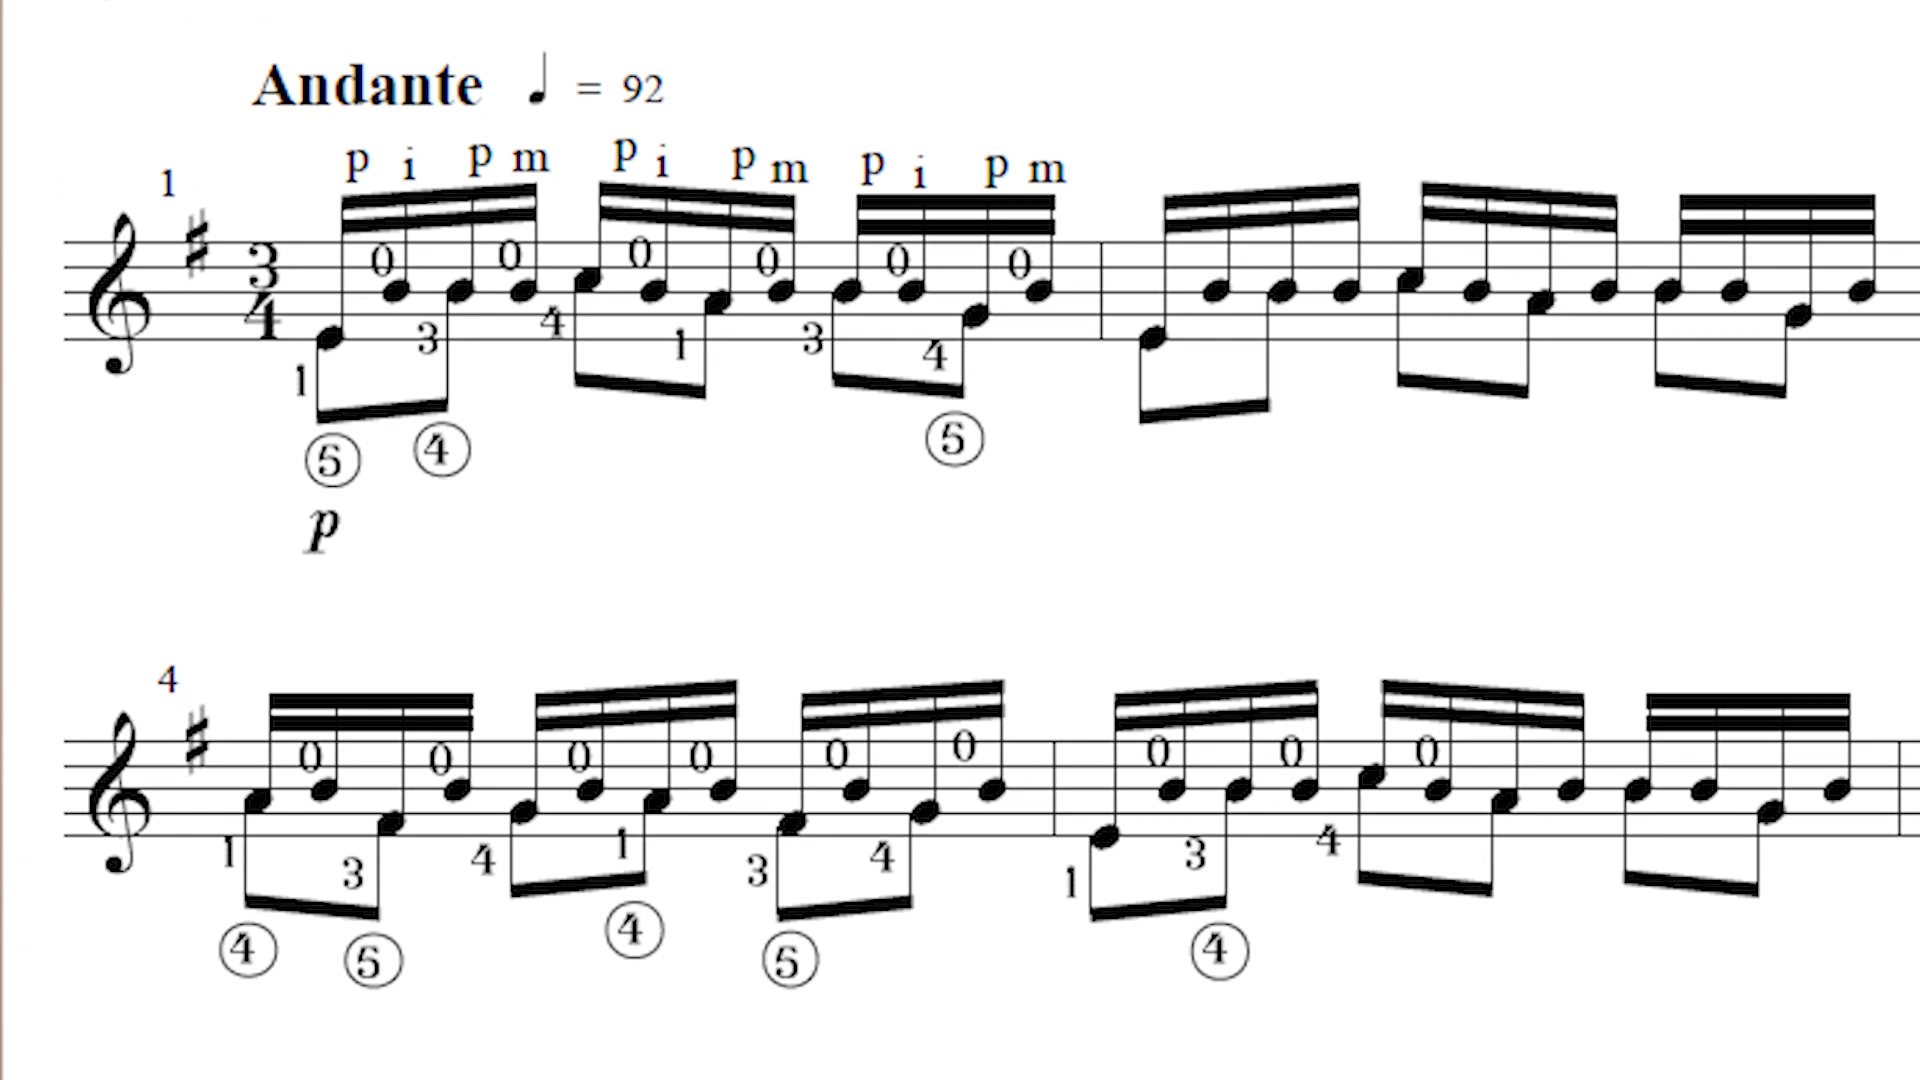 Andante ♩ = 92
p i p m p i p m p i p m
1
0 0 0 0 0 0
3
4
1 3 4 1 3 4
5 4 5
p
4
0 0 0 0 0 0 0 0 0
1 3 4 1 3 4 1 3 4
4 5 4 5 4